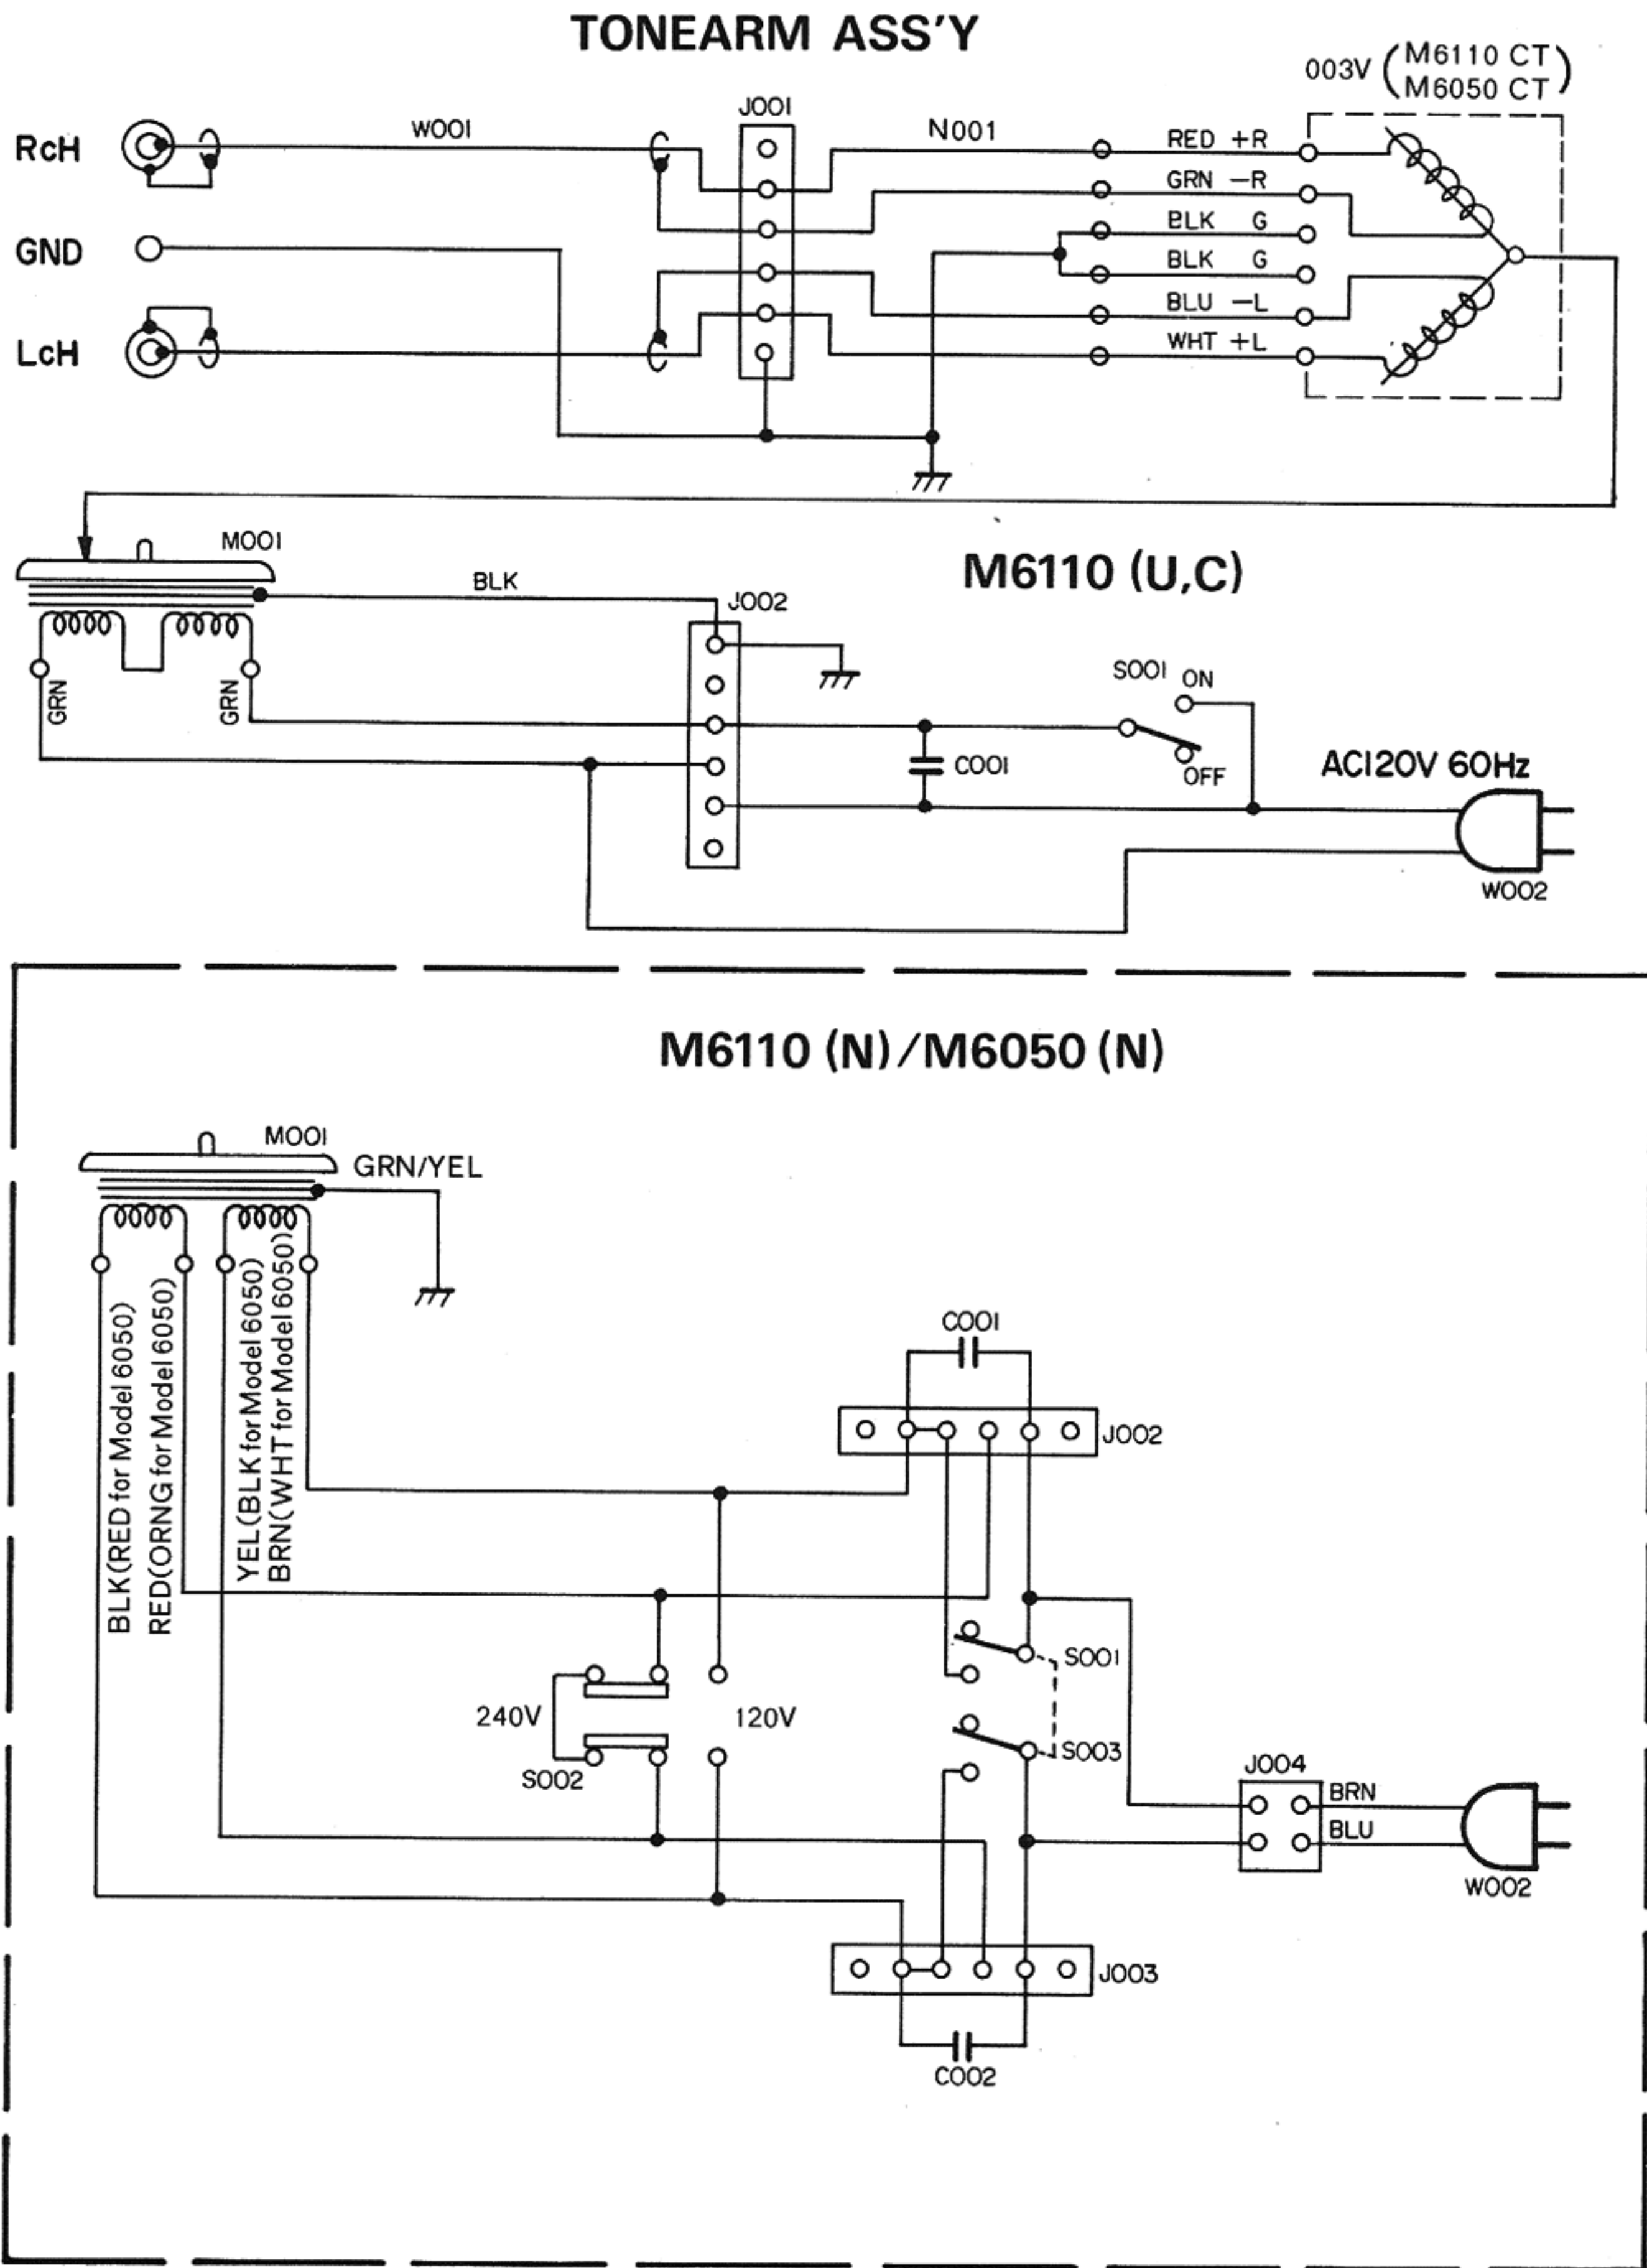 TONEARM ASS'Y
003V (M6110 CT
M6050 CT)
J001
RcH
W001
N001
RED +R
GRN −R
BLK G
GND
BLK G
BLU −L
LcH
WHT +L
M001
M6110 (U,C)
BLK
J002
S001 ON
GRN
GRN
C001
OFF
AC120V 60Hz
W002
M6110 (N)/M6050 (N)
M001
GRN/YEL
BLK(RED for Model 6050)
RED(ORNG for Model 6050)
YEL(BLK for Model 6050)
BRN(WHT for Model 6050)
C001
J002
S001
240V
120V
S002
S003
J004
BRN
BLU
W002
J003
C002